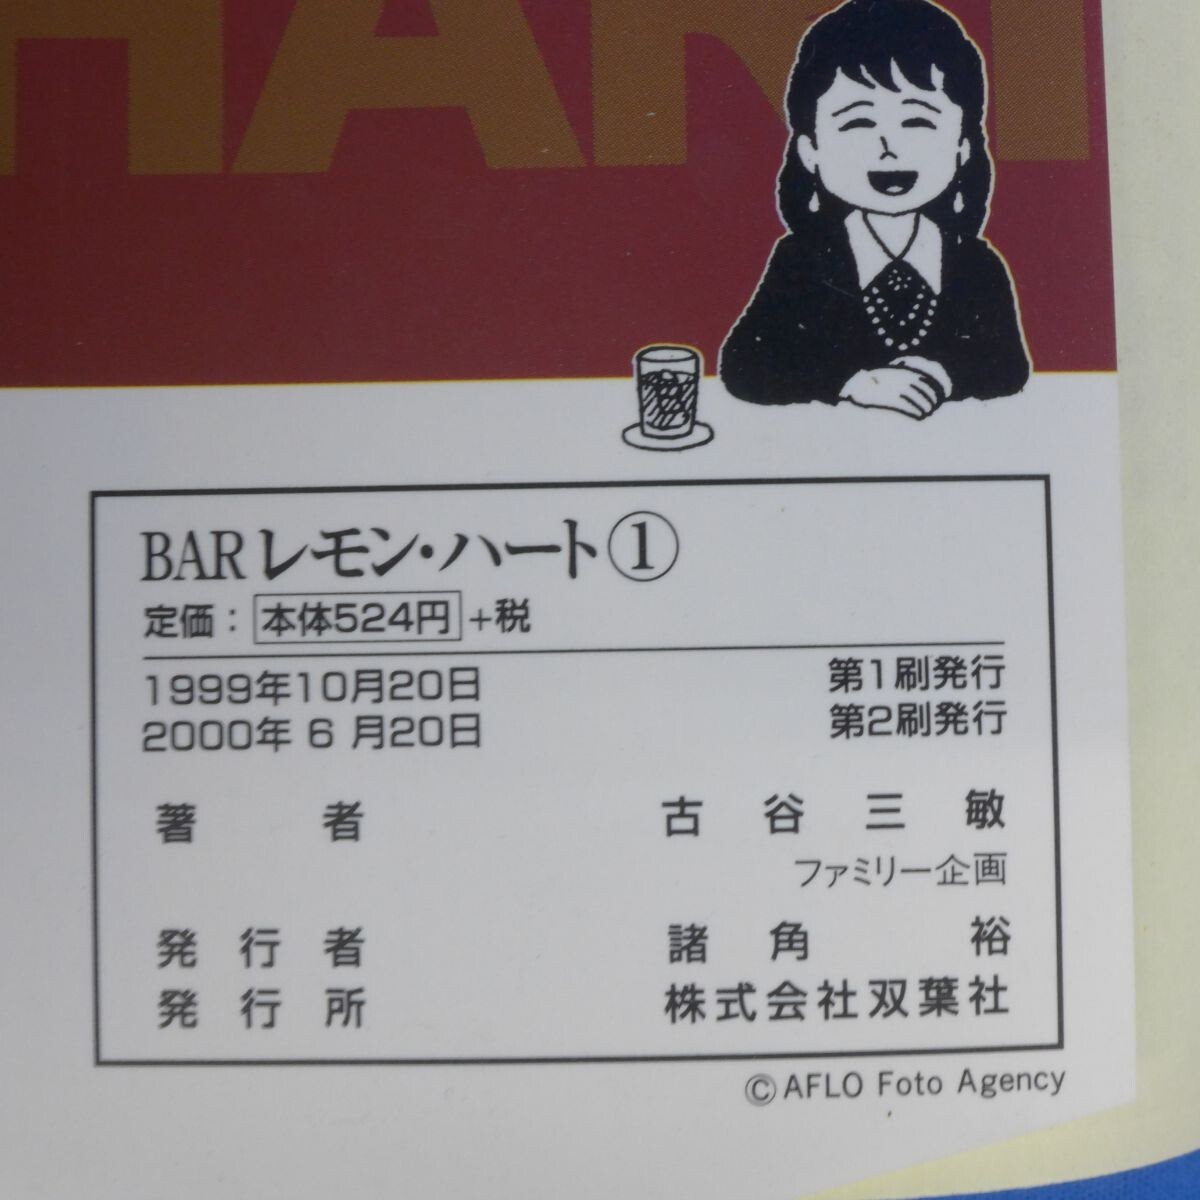 HART
BARレモン・ハート①
定価：本体524円+税
1999年10月20日 第1刷発行
2000年 6 月20日 第2刷発行
著者 古谷三敏
ファミリー企画
発行者 諸角 裕
発行所 株式会社双葉社
©AFLO Foto Agency